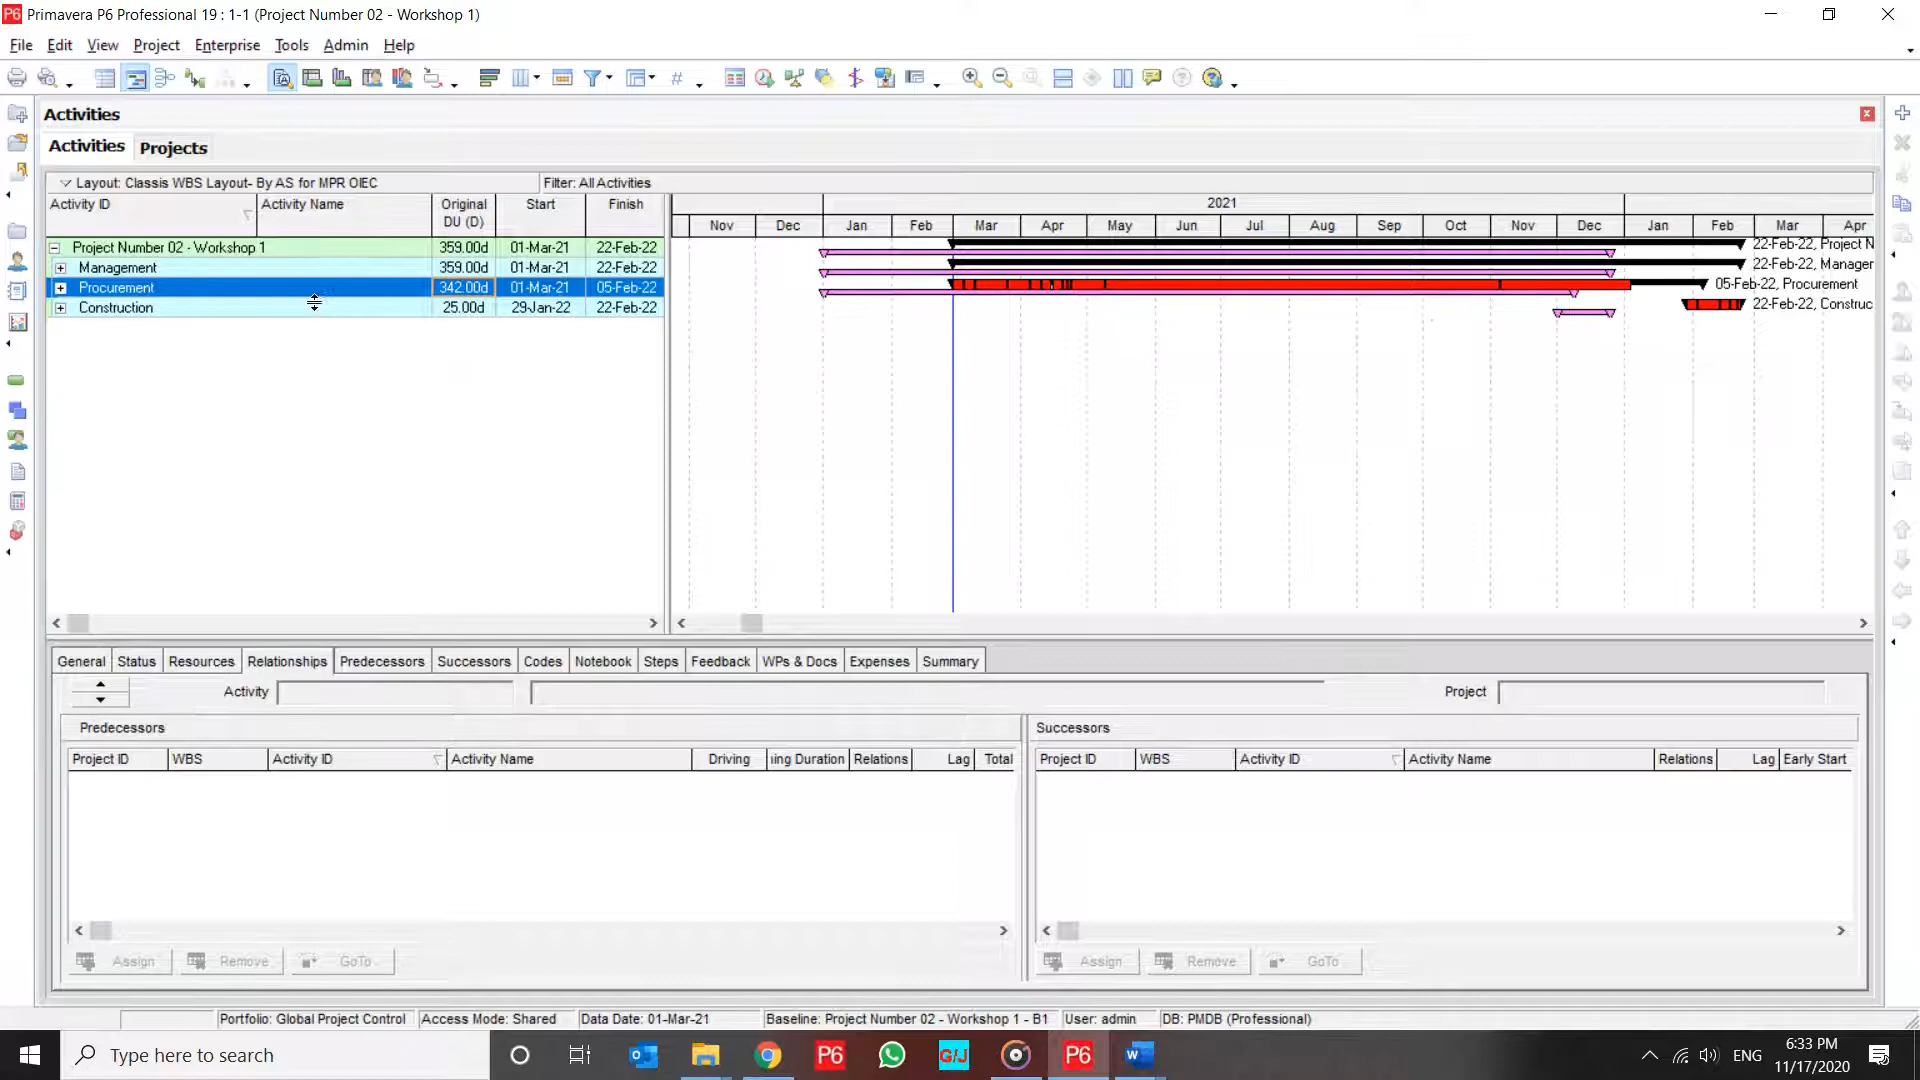 Primavera P6 Professional 19 : 1-1 (Project Number 02 - Workshop 1)
File Edit View Project Enterprise Tools Admin Help
Activities
Activities Projects
Layout: Classis WBS Layout- By AS for MPR OIEC Filter: All Activities
Activity ID Activity Name Original DU (D) Start Finish
2021
Nov Dec Jan Feb Mar Apr May Jun Jul Aug Sep Oct Nov Dec Jan Feb Mar Apr
Project Number 02 - Workshop 1 359.00d 01-Mar-21 22-Feb-22 22-Feb-22, Project N
Management 359.00d 01-Mar-21 22-Feb-22 22-Feb-22, Manager
Procurement 342.00d 01-Mar-21 05-Feb-22 05-Feb-22, Procurement
Construction 25.00d 29-Jan-22 22-Feb-22 22-Feb-22, Construc
General Status Resources Relationships Predecessors Successors Codes Notebook Steps Feedback WPs & Docs Expenses Summary
Activity Project
Predecessors Successors
Project ID WBS Activity ID Activity Name Driving ing Duration Relations Lag Total Project ID WBS Activity ID Activity Name Relations Lag Early Start
Assign Remove GoTo Assign Remove GoTo
Portfolio: Global Project Control Access Mode: Shared Data Date: 01-Mar-21 Baseline: Project Number 02 - Workshop 1 - B1 User: admin DB: PMDB (Professional)
Type here to search P6 G/J P6 ENG 6:33 PM
11/17/2020